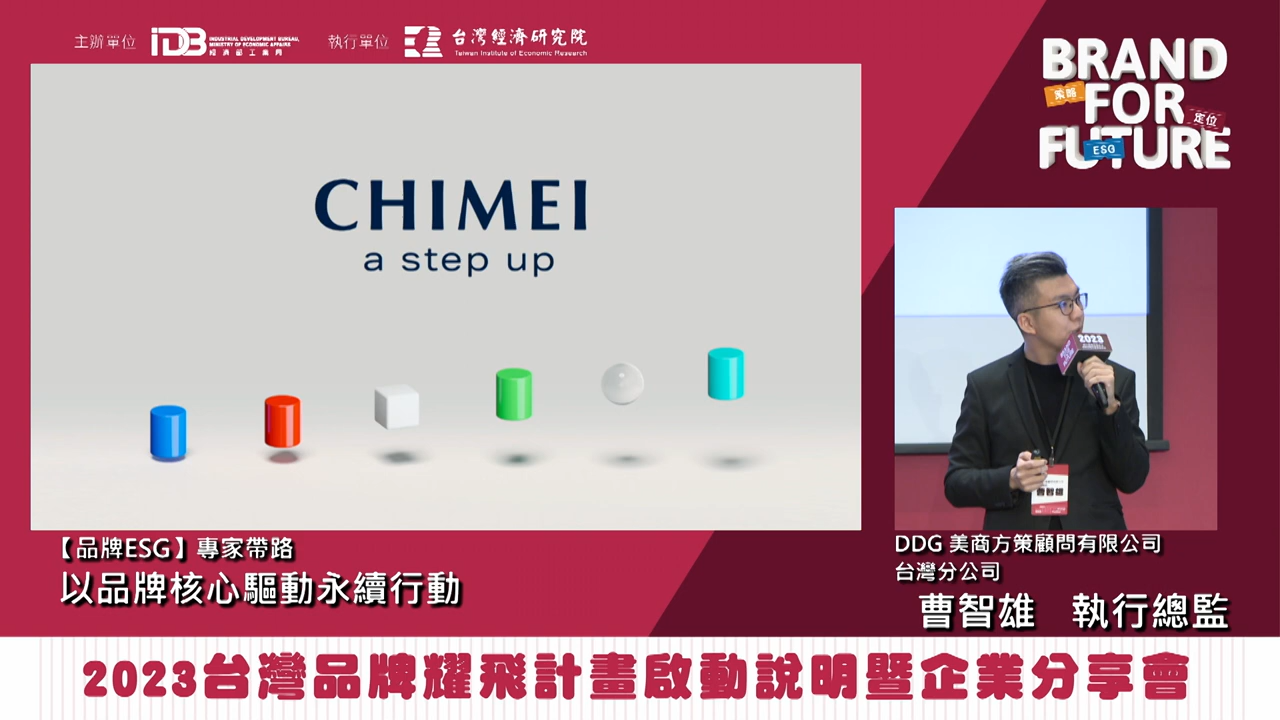 主辦單位
IDB
INDUSTRIAL DEVELOPMENT BUREAU,
MINISTRY OF ECONOMIC AFFAIRS
經濟部工業局
執行單位
台灣經濟研究院
Taiwan Institute of Economic Research
BRAND
策略
FOR
定位
FUTURE
ESG
CHIMEI
a step up
2023
曹智雄
【品牌ESG】專家帶路
以品牌核心驅動永續行動
DDG 美商方策顧問有限公司
台灣分公司
曹智雄 執行總監
2023台灣品牌耀飛計畫啟動說明暨企業分享會